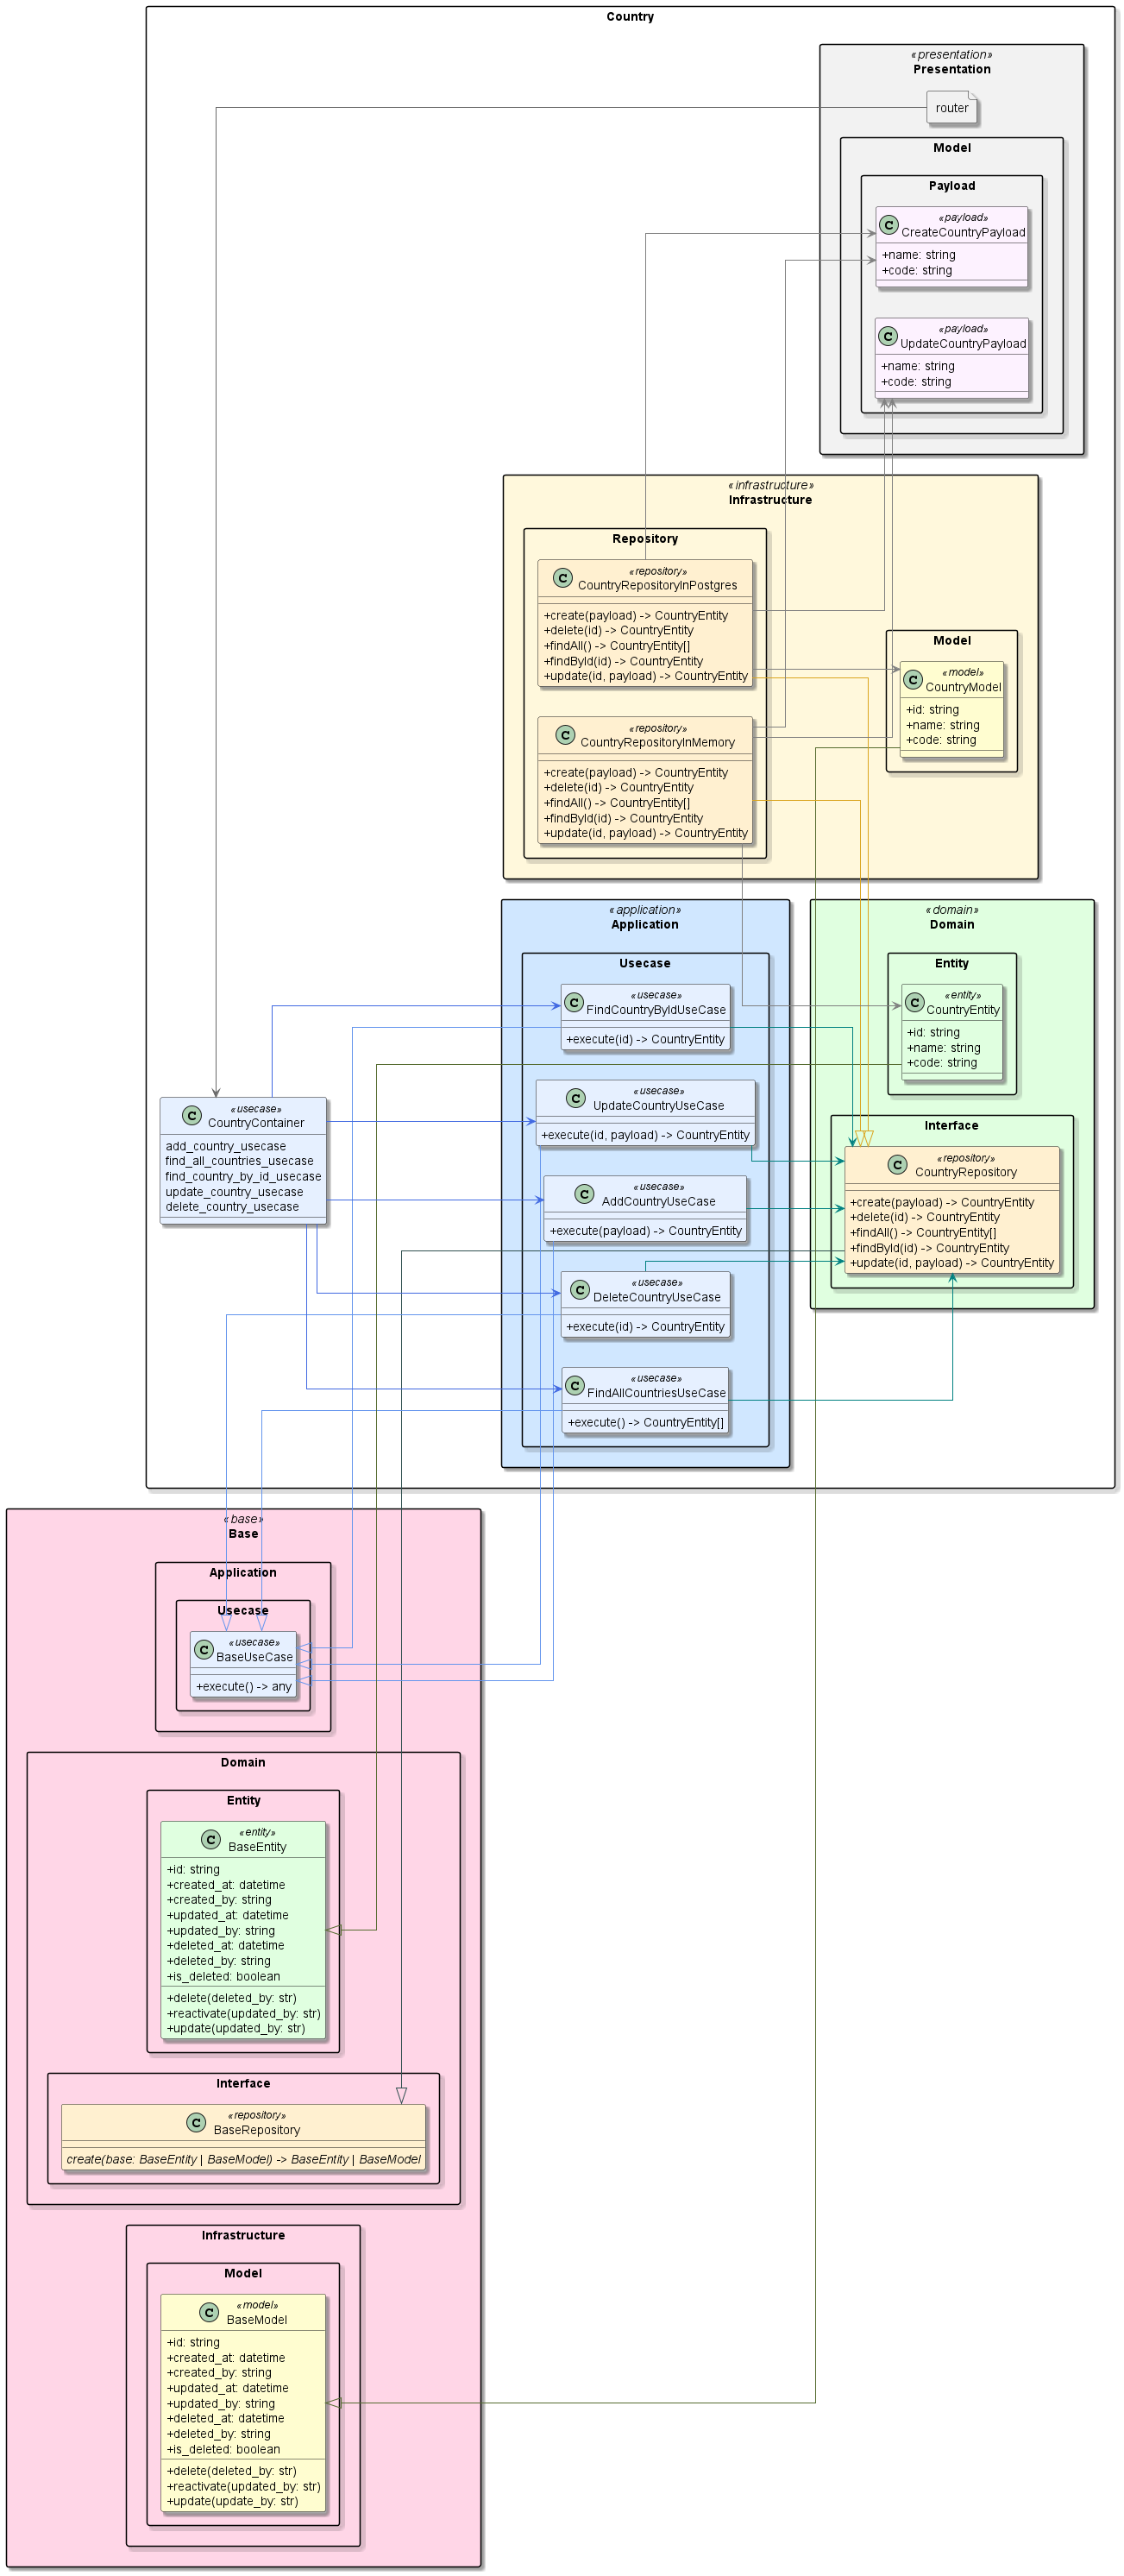 Country
«presentation»
Presentation
router
Model
Payload
C
«payload»
CreateCountryPayload
+name: string
+code: string
C
«payload»
UpdateCountryPayload
+name: string
+code: string
«infrastructure»
Infrastructure
Repository
C
«repository»
CountryRepositoryInPostgres
+create(payload) -> CountryEntity
+delete(id) -> CountryEntity
+findAll() -> CountryEntity[]
+findById(id) -> CountryEntity
+update(id, payload) -> CountryEntity
C
«repository»
CountryRepositoryInMemory
+create(payload) -> CountryEntity
+delete(id) -> CountryEntity
+findAll() -> CountryEntity[]
+findById(id) -> CountryEntity
+update(id, payload) -> CountryEntity
Model
C
«model»
CountryModel
+id: string
+name: string
+code: string
«application»
Application
Usecase
C
«usecase»
FindCountryByIdUseCase
+execute(id) -> CountryEntity
C
«usecase»
UpdateCountryUseCase
+execute(id, payload) -> CountryEntity
C
«usecase»
AddCountryUseCase
+execute(payload) -> CountryEntity
C
«usecase»
DeleteCountryUseCase
+execute(id) -> CountryEntity
C
«usecase»
FindAllCountriesUseCase
+execute() -> CountryEntity[]
«domain»
Domain
Entity
C
«entity»
CountryEntity
+id: string
+name: string
+code: string
Interface
C
«repository»
CountryRepository
+create(payload) -> CountryEntity
+delete(id) -> CountryEntity
+findAll() -> CountryEntity[]
+findById(id) -> CountryEntity
+update(id, payload) -> CountryEntity
C
«usecase»
CountryContainer
add_country_usecase
find_all_countries_usecase
find_country_by_id_usecase
update_country_usecase
delete_country_usecase
«base»
Base
Application
Usecase
C
«usecase»
BaseUseCase
+execute() -> any
Domain
Entity
C
«entity»
BaseEntity
+id: string
+created_at: datetime
+created_by: string
+updated_at: datetime
+updated_by: string
+deleted_at: datetime
+deleted_by: string
+is_deleted: boolean
+delete(deleted_by: str)
+reactivate(updated_by: str)
+update(updated_by: str)
Interface
C
«repository»
BaseRepository
create(base: BaseEntity | BaseModel) -> BaseEntity | BaseModel
Infrastructure
Model
C
«model»
BaseModel
+id: string
+created_at: datetime
+created_by: string
+updated_at: datetime
+updated_by: string
+deleted_at: datetime
+deleted_by: string
+is_deleted: boolean
+delete(deleted_by: str)
+reactivate(updated_by: str)
+update(update_by: str)